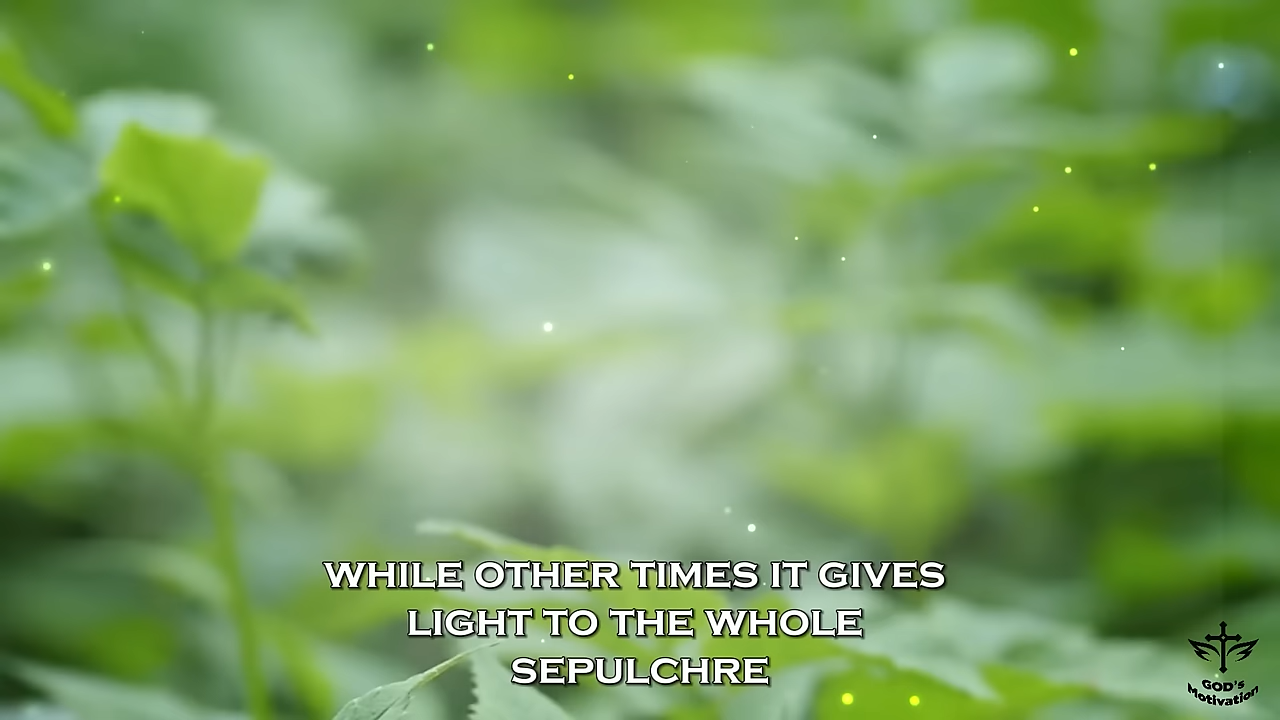 WHILE OTHER TIMES IT GIVES
LIGHT TO THE WHOLE
SEPULCHRE
GOD's
Motivation